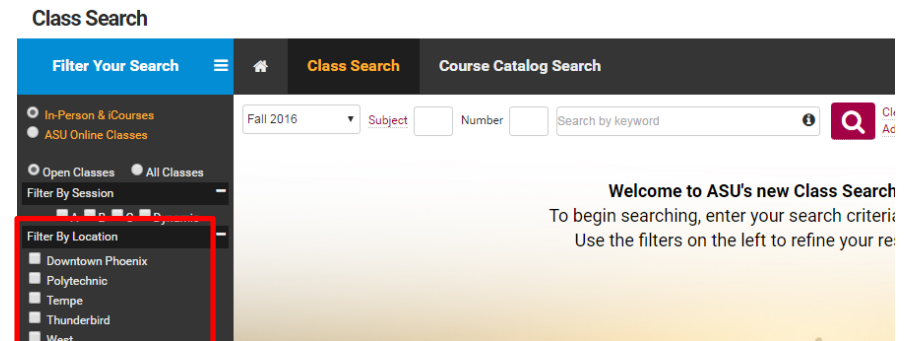 Class Search
Filter Your Search
Class Search
Course Catalog Search
In-Person & iCourses
ASU Online Classes
Open Classes All Classes
Filter By Session
A B C Dynamic
Filter By Location
Downtown Phoenix
Polytechnic
Tempe
Thunderbird
West
Fall 2016 Subject Number Search by keyword
Cle
Ad
Welcome to ASU's new Class Search
To begin searching, enter your search criteria
Use the filters on the left to refine your re